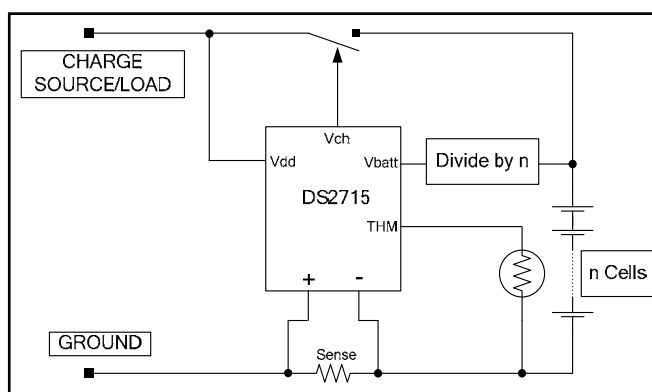 CHARGE
SOURCE/LOAD
Vch
Vdd
Vbatt
Divide by n
DS2715
THM
n Cells
+ -
GROUND
Sense